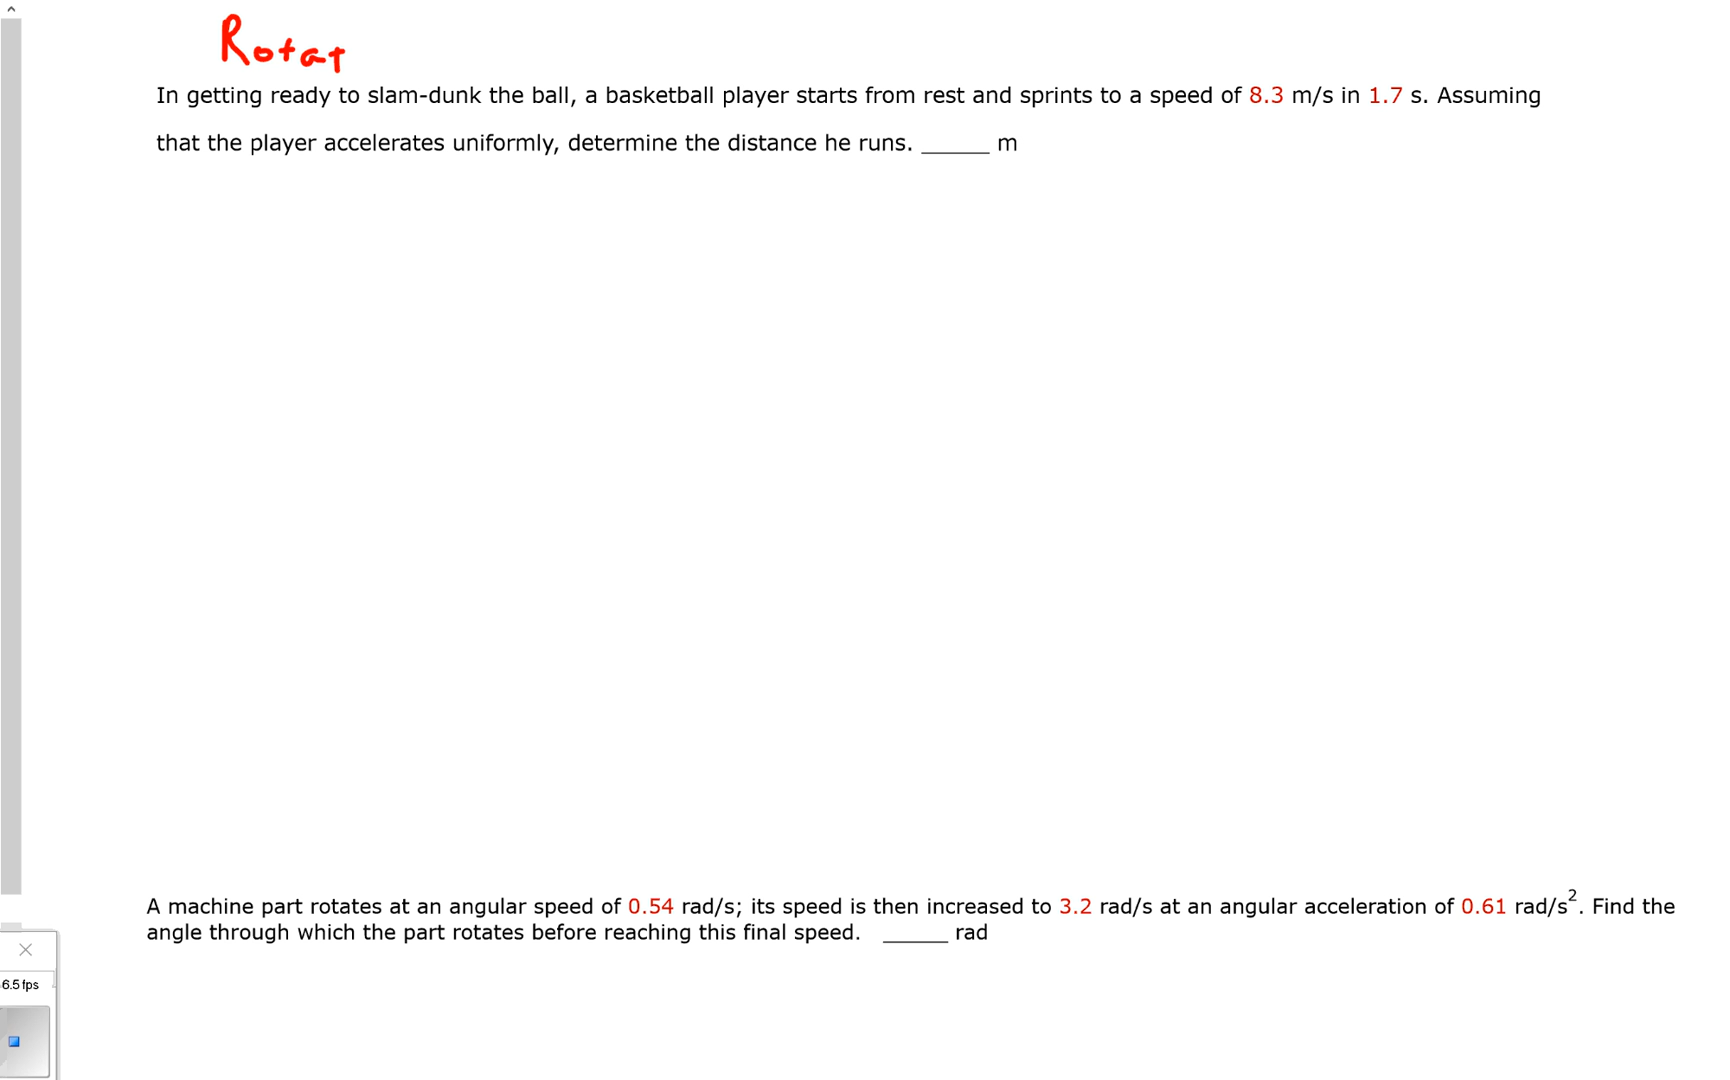 Rotat
In getting ready to slam-dunk the ball, a basketball player starts from rest and sprints to a speed of 8.3 m/s in 1.7 s. Assuming
that the player accelerates uniformly, determine the distance he runs. ______ m
A machine part rotates at an angular speed of 0.54 rad/s; its speed is then increased to 3.2 rad/s at an angular acceleration of 0.61 rad/s². Find the
angle through which the part rotates before reaching this final speed. ______ rad
6.5 fps